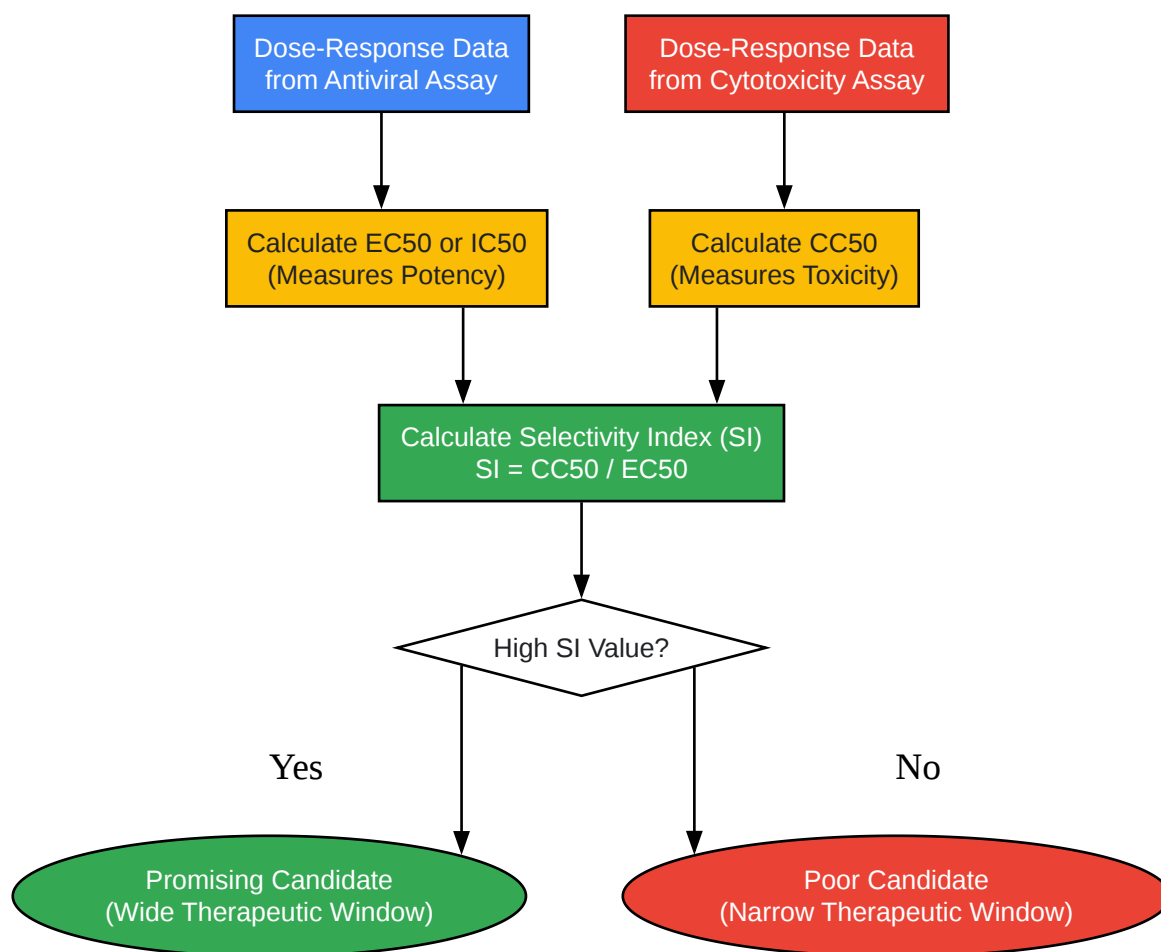 Dose-Response Data
from Antiviral Assay
Dose-Response Data
from Cytotoxicity Assay
Calculate EC50 or IC50
(Measures Potency)
Calculate CC50
(Measures Toxicity)
Calculate Selectivity Index (SI)
SI = CC50 / EC50
High SI Value?
Yes
No
Promising Candidate
(Wide Therapeutic Window)
Poor Candidate
(Narrow Therapeutic Window)